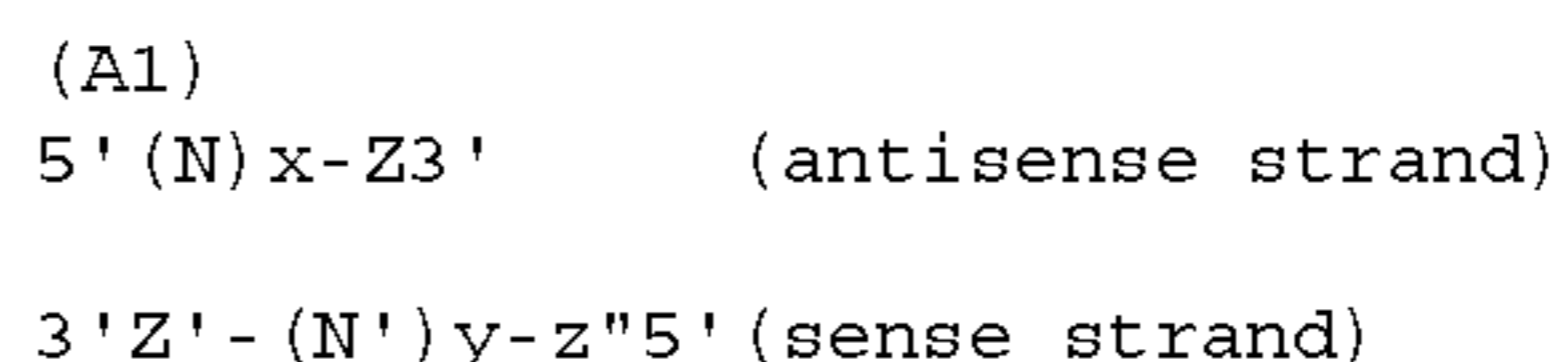 (A1)
5'(N)x-Z3' (antisense strand)
3'Z'-(N')y-z"5'(sense strand)